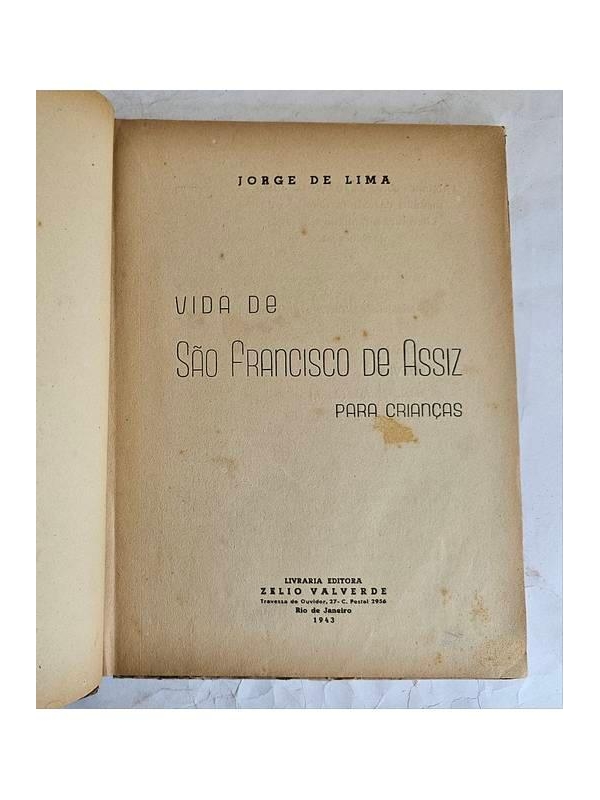 JORGE DE LIMA
VIDA DE
SÃO FRANCISCO DE ASSIZ
PARA CRIANÇAS
LIVRARIA EDITORA
ZELIO VALVERDE
Travessa do Ouvidor, 27- C. Postal 2956
Rio de Janeiro
1943